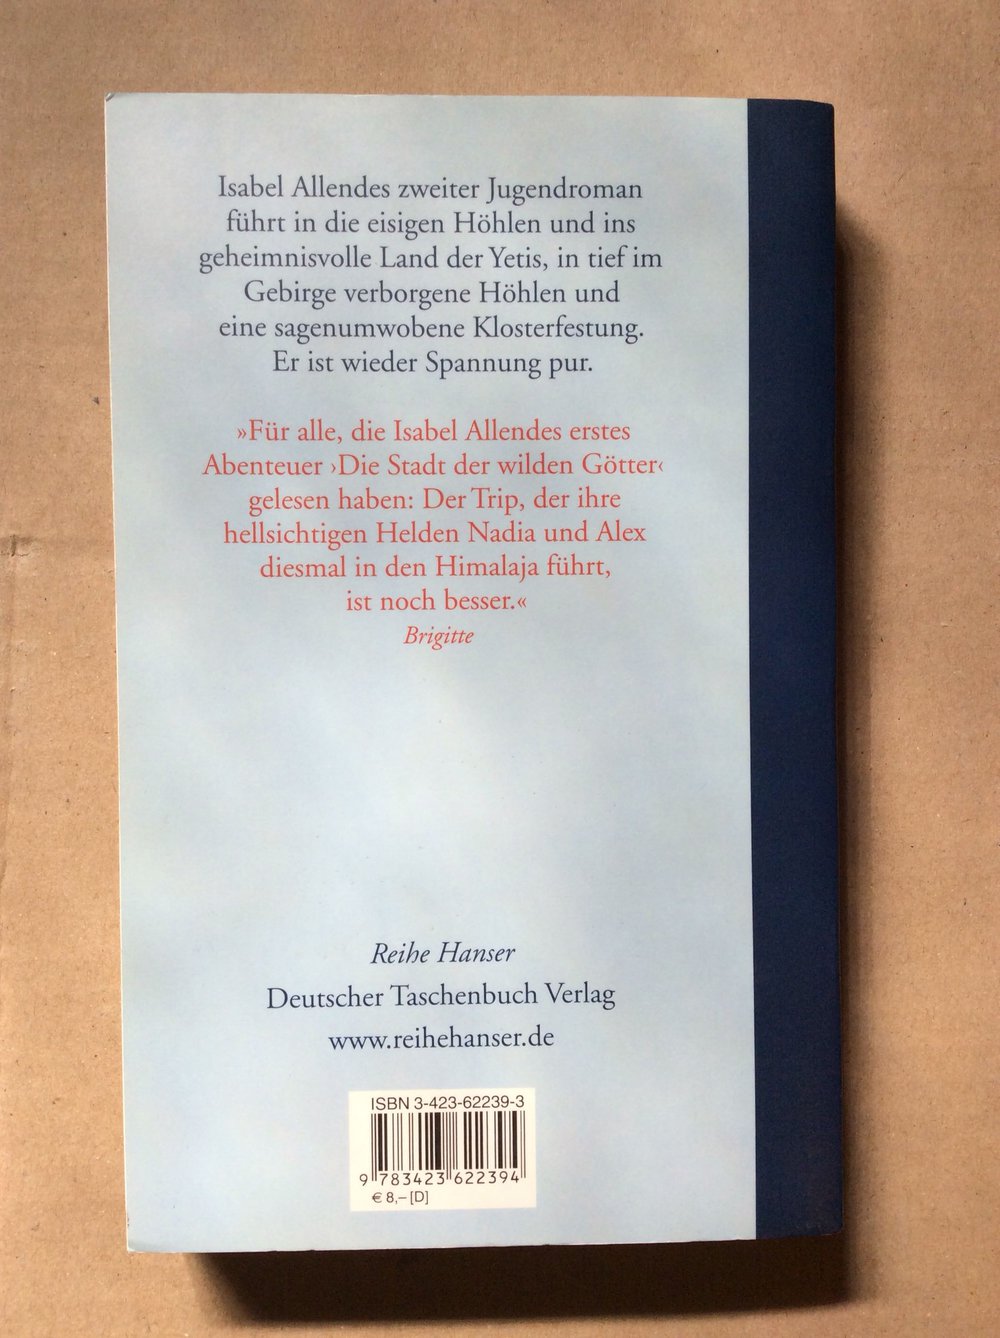 Isabel Allendes zweiter Jugendroman
führt in die eisigen Höhlen und ins
geheimnisvolle Land der Yetis, in tief im
Gebirge verborgene Höhlen und
eine sagenumwobene Klosterfestung.
Er ist wieder Spannung pur.
»Für alle, die Isabel Allendes erstes
Abenteuer ›Die Stadt der wilden Götter‹
gelesen haben: Der Trip, der ihre
hellsichtigen Helden Nadia und Alex
diesmal in den Himalaja führt,
ist noch besser.«
Brigitte
Reihe Hanser
Deutscher Taschenbuch Verlag
www.reihehanser.de
ISBN 3-423-62239-3
9 783423 622394
€ 8,– [D]